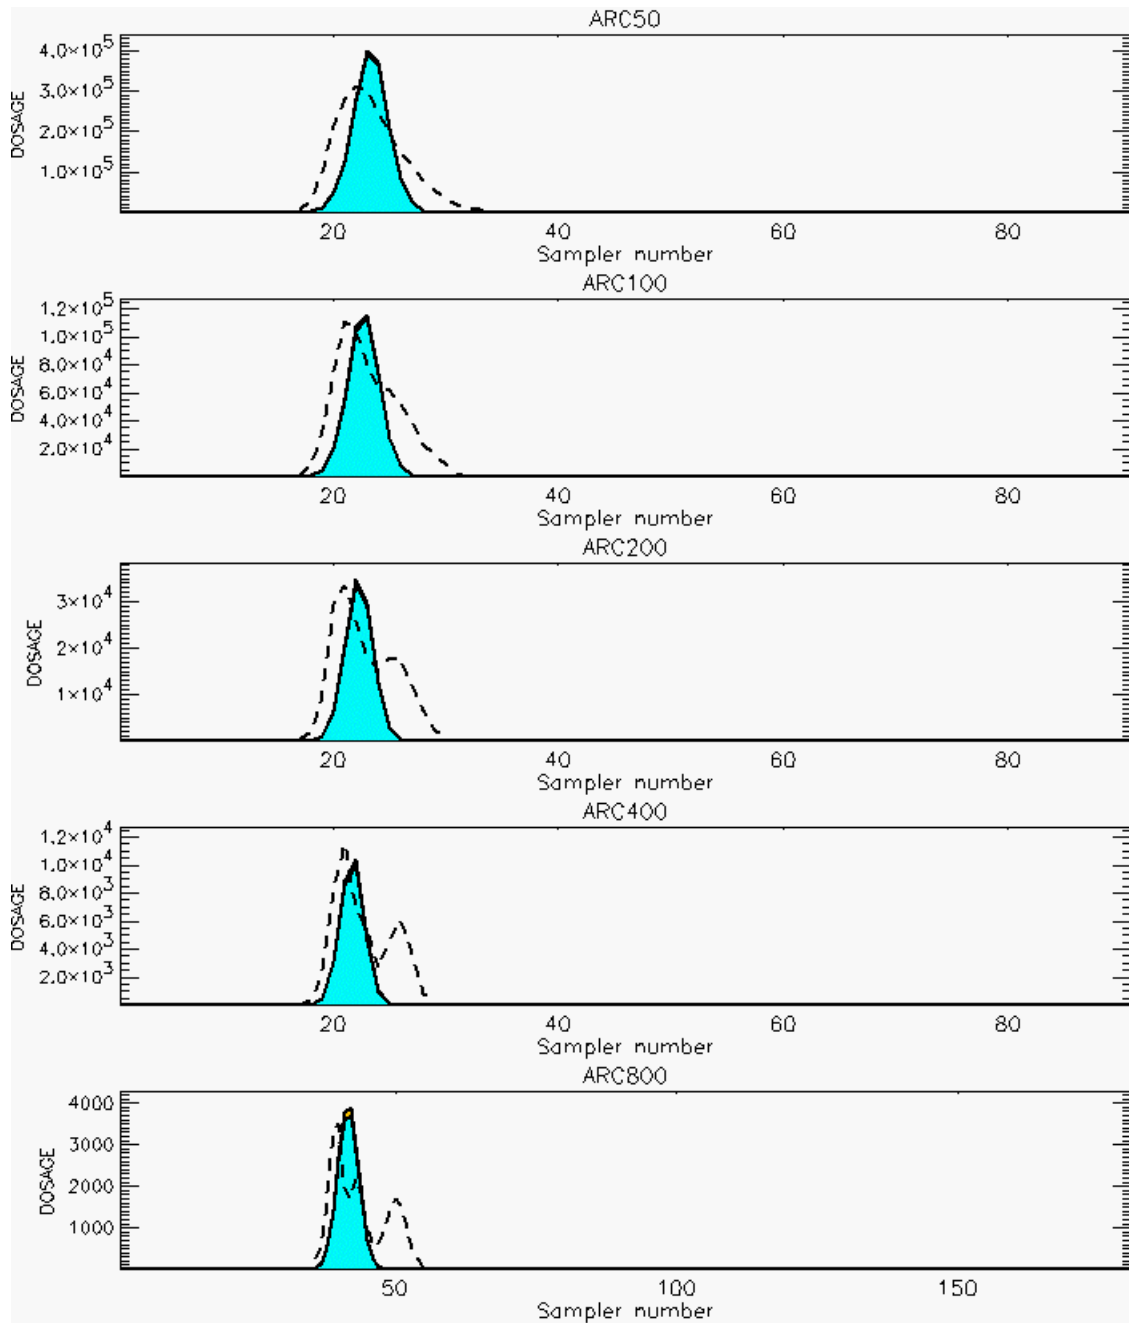 ARC50
4.0×10⁵
3.0×10⁵
2.0×10⁵
1.0×10⁵
DOSAGE
20 40 60 80
Sampler number
ARC100
1.2×10⁵
1.0×10⁵
8.0×10⁴
6.0×10⁴
4.0×10⁴
2.0×10⁴
DOSAGE
20 40 60 80
Sampler number
ARC200
3×10⁴
2×10⁴
1×10⁴
DOSAGE
20 40 60 80
Sampler number
ARC400
1.2×10⁴
1.0×10⁴
8.0×10³
6.0×10³
4.0×10³
2.0×10³
DOSAGE
20 40 60 80
Sampler number
ARC800
4000
3000
2000
1000
DOSAGE
50 100 150
Sampler number